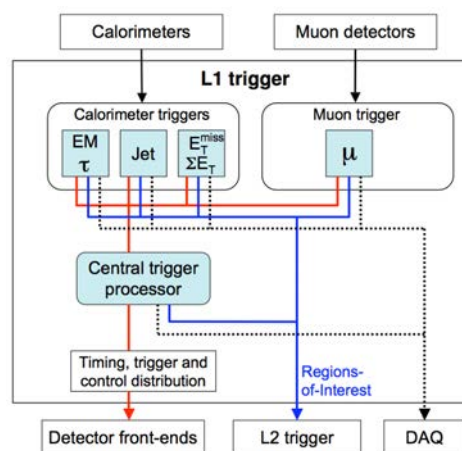 Calorimeters
Muon detectors
L1 trigger
Calorimeter triggers
Muon trigger
EM
τ
Jet
E_T^miss
ΣE_T
μ
Central trigger
processor
Timing, trigger and
control distribution
Regions-
of-Interest
Detector front-ends
L2 trigger
DAQ